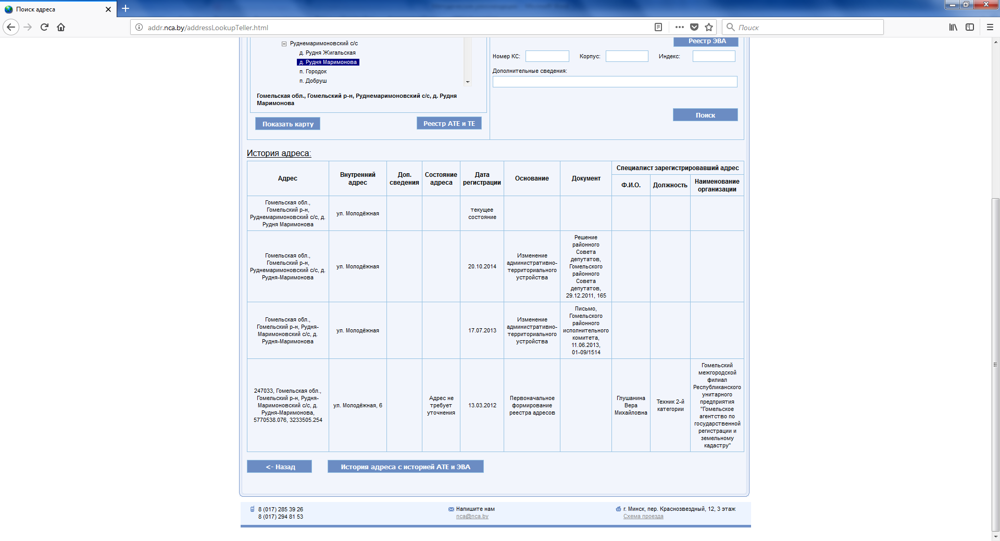 Поиск адреса
addr.nca.by/addressLookupTeller.html
Поиск
Руднемаримоновский с/с
д. Рудня Жигальская
д. Рудня Маримонова
п. Городок
п. Добруш
Гомельская обл., Гомельский р-н, Руднемаримоновский с/с, д. Рудня
Маримонова
Показать карту
Реестр АТЕ и ТЕ
Реестр ЭВА
Номер КС:
Корпус:
Индекс:
Дополнительные сведения:
Поиск
История адреса:
Адрес
Внутренний
адрес
Доп.
сведения
Состояние
адреса
Дата
регистрации
Основание
Документ
Специалист зарегистрировавший адрес
Ф.И.О.
Должность
Наименование
организации
Гомельская обл.,
Гомельский р-н,
Руднемаримоновский с/с, д.
Рудня Маримонова
ул. Молодёжная
текущее
состояние
Гомельская обл.,
Гомельский р-н,
Руднемаримоновский с/с, д.
Рудня-Маримонова
ул. Молодёжная
20.10.2014
Изменение
административно-
территориального
устройства
Решение
районного
Совета
депутатов,
Гомельского
районного
Совета
депутатов,
29.12.2011, 165
Гомельская обл.,
Гомельский р-н, Рудня-
Маримоновский с/с, д.
Рудня-Маримонова
ул. Молодёжная
17.07.2013
Изменение
административно-
территориального
устройства
Письмо,
Гомельского
районного
исполнительного
комитета,
11.06.2013,
01-09/1514
247033, Гомельская обл.,
Гомельский р-н, Рудня-
Маримоновский с/с, д.
Рудня-Маримонова,
5770538.076, 3233505.254
ул. Молодёжная, 6
Адрес не
требует
уточнения
13.03.2012
Первоначальное
формирование
реестра адресов
Глушанина
Вера
Михайловна
Техник 2-й
категории
Гомельский
межгородской
филиал
Республиканского
унитарного
предприятия
"Гомельское
агентство по
государственной
регистрации и
земельному
кадастру"
<- Назад
История адреса с историей АТЕ и ЭВА
8 (017) 285 39 26
8 (017) 294 81 53
Напишите нам
nca@nca.by
г. Минск, пер. Краснозвездный, 12, 3 этаж
Схема проезда